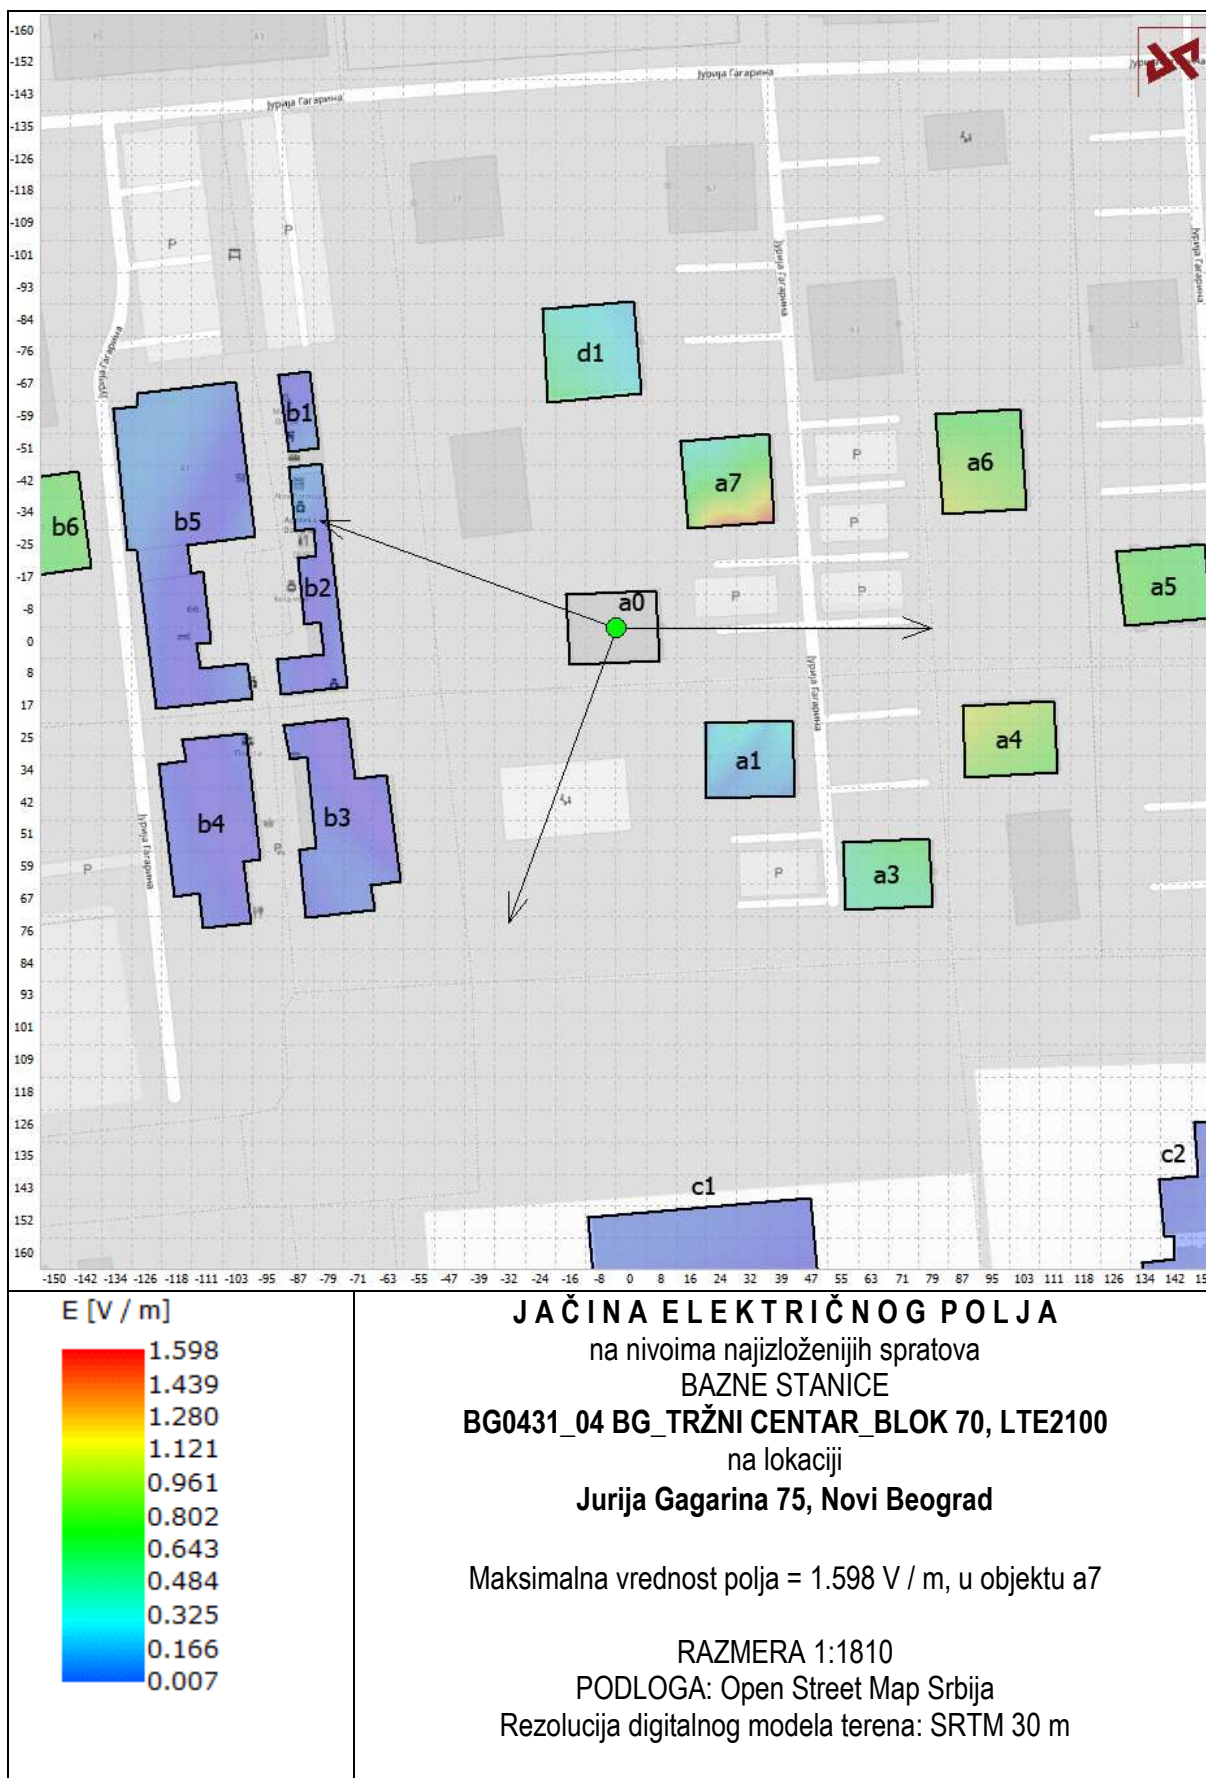 -160
-152
-143
-135
-126
-118
-109
-101
-93
-84
-76
-67
-59
-51
-42
-34
-25
-17
-8
0
8
17
25
34
42
51
59
67
76
84
93
101
109
118
126
135
143
152
160
Јурија Гагарина
Јурија Гагарина
Јурија Гагарина
Јурија Гагарина
Јурија Гагарина
Јурија Гагарина
Јурија Гагарина
P
P
d1
b1
a7
P
a6
b6
b5
P
a5
b2
a0
P
P
a1
a4
b4
b3
P
P
a3
P
c2
c1
-150 -142 -134 -126 -118 -111 -103 -95 -87 -79 -71 -63 -55 -47 -39 -32 -24 -16 -8 0 8 16 24 32 40 47 55 63 71 79 87 95 103 111 118 126 134 142 15
E [V / m]
1.598
1.439
1.280
1.121
0.961
0.802
0.643
0.484
0.325
0.166
0.007
JAČINA ELEKTRIČNOG POLJA
na nivoima najizloženijih spratova
BAZNE STANICE
BG0431_04 BG_TRŽNI CENTAR_BLOK 70, LTE2100
na lokaciji
Jurija Gagarina 75, Novi Beograd
Maksimalna vrednost polja = 1.598 V / m, u objektu a7
RAZMERA 1:1810
PODLOGA: Open Street Map Srbija
Rezolucija digitalnog modela terena: SRTM 30 m